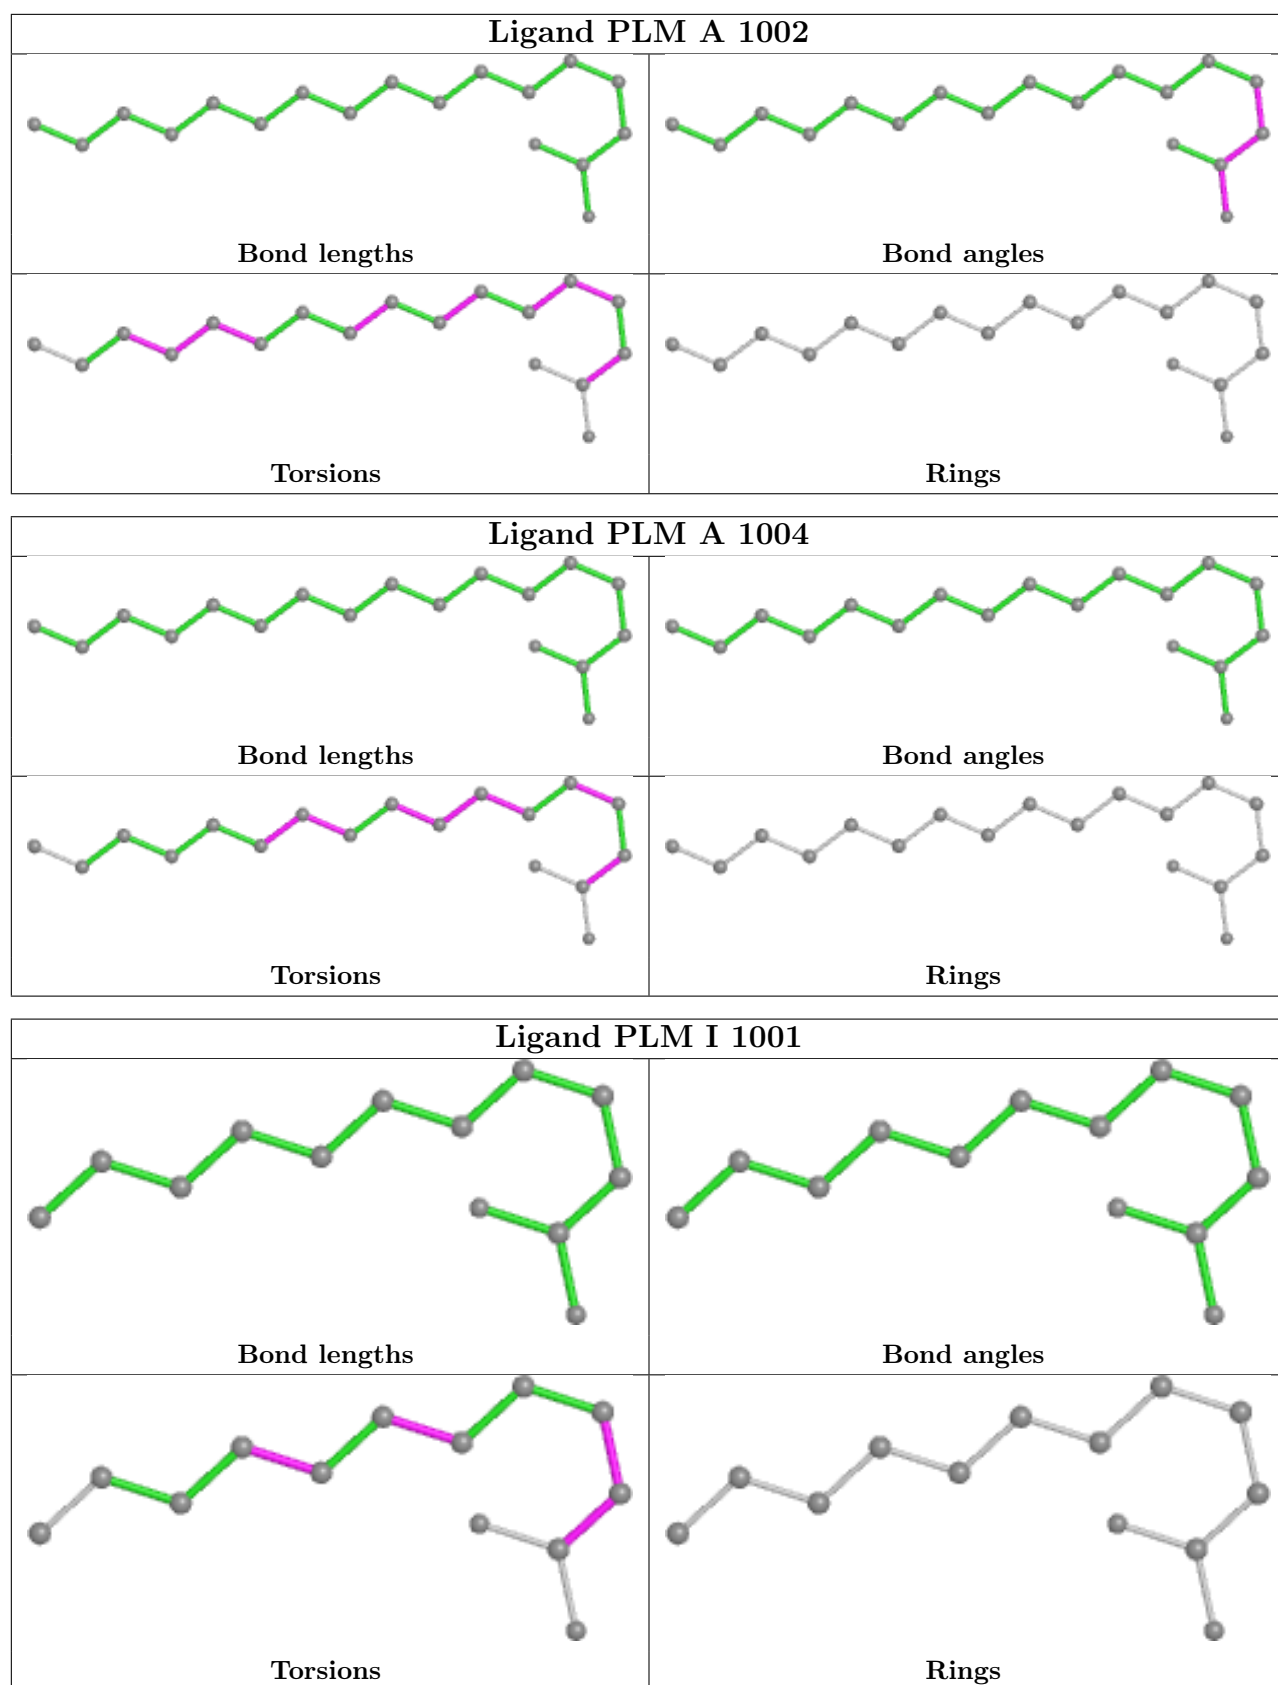 Ligand PLM A 1002
Bond lengths
Bond angles
Torsions
Rings
Ligand PLM A 1004
Bond lengths
Bond angles
Torsions
Rings
Ligand PLM I 1001
Bond lengths
Bond angles
Torsions
Rings